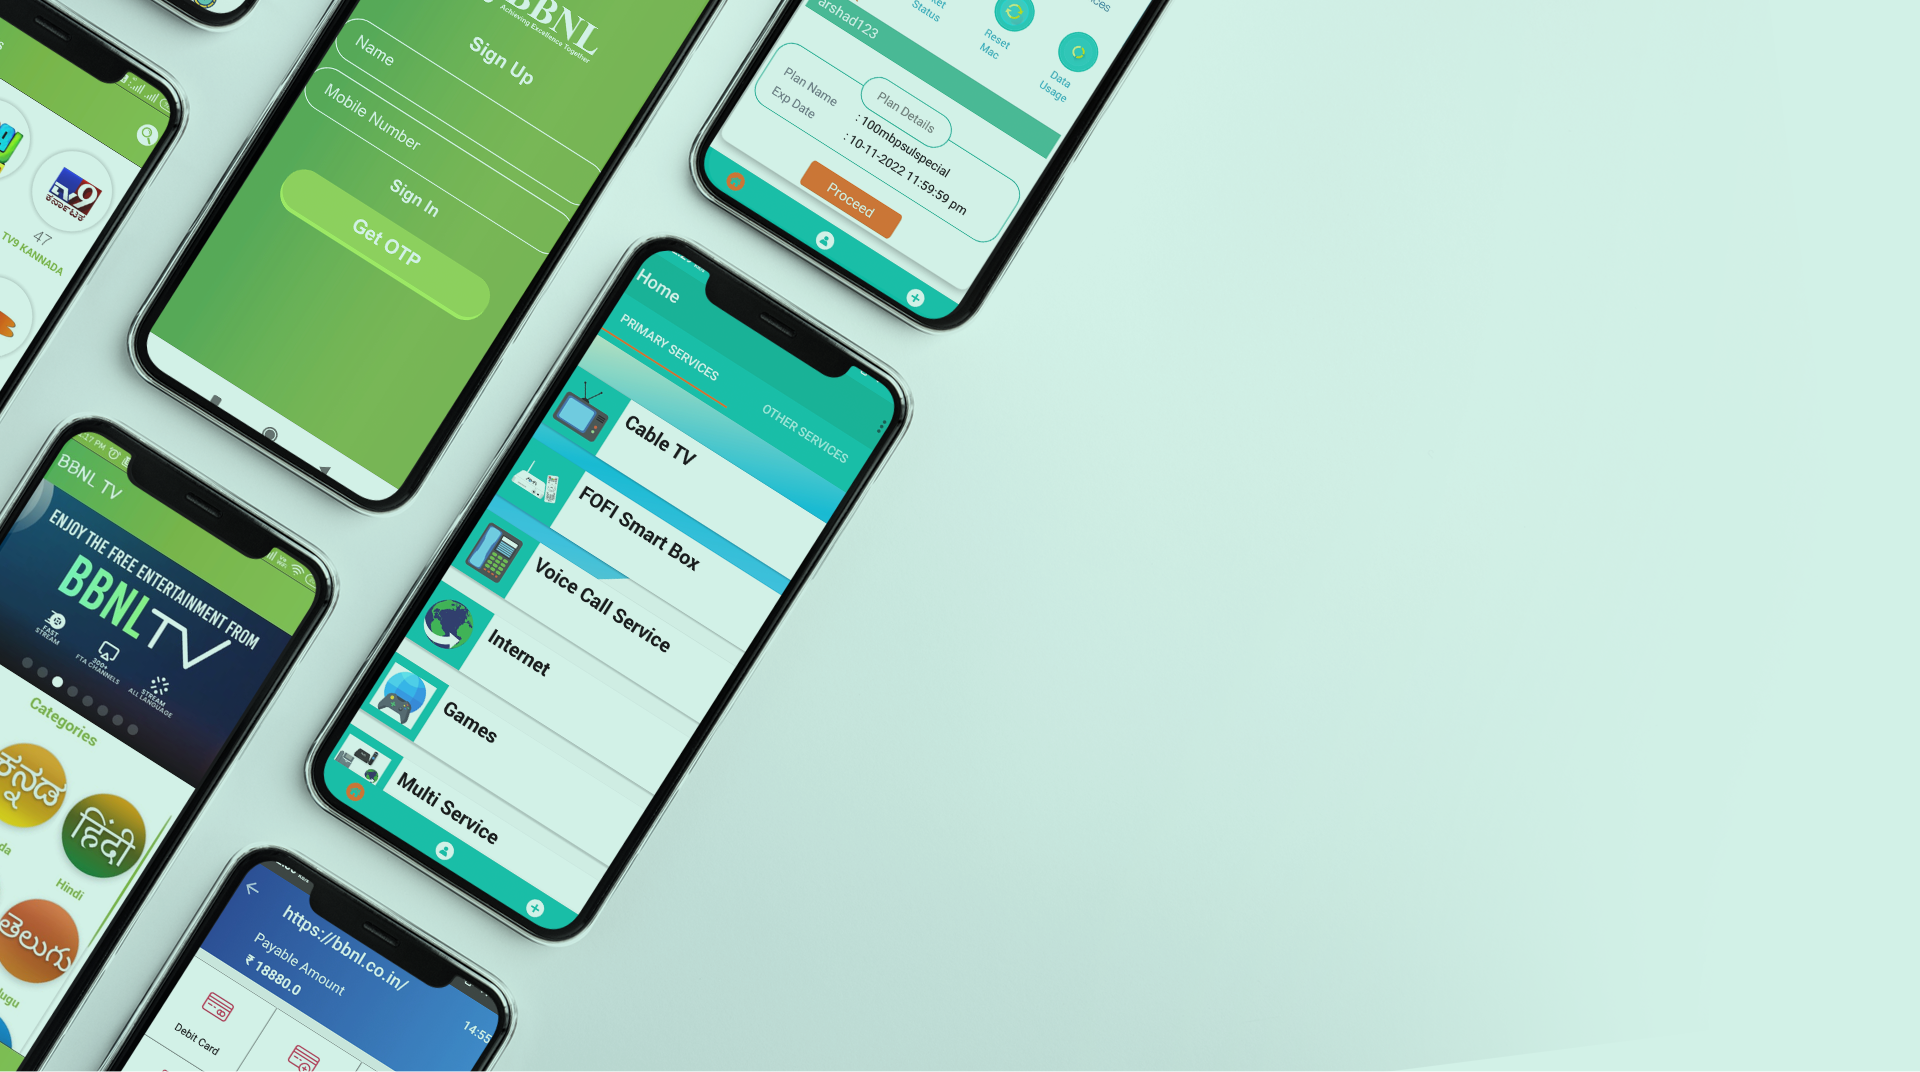 TV9
ಕರ್ನಾಟಕ
47
TV9 KANNADA
BBNL
Achieving Excellence Together
Sign Up
Name
Mobile Number
Sign In
Get OTP
Status
Reset
Mac
Data
Usage
arshad123
Plan Details
Plan Name
: 100mbpsulspecial
Exp Date
: 10-11-2022 11:59:59 pm
Proceed
Home
PRIMARY SERVICES
OTHER SERVICES
Cable TV
FOFI Smart Box
Voice Call Service
Internet
Games
Multi Service
BBNL TV
ENJOY THE FREE ENTERTAINMENT FROM
BBNL TV
FAST
STREAM
300+
FTA CHANNELS
STREAM
ALL LANGUAGE
Categories
ಕನ್ನಡ
हिंदी
Hindi
తెలుగు
https://bbnl.co.in/
Payable Amount
₹ 18880.0
14:55
Debit Card